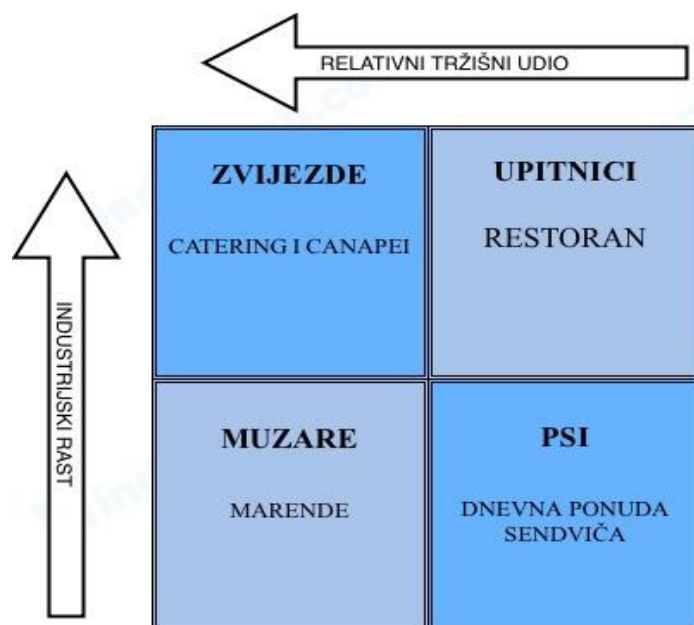 RELATIVNI TRŽIŠNI UDIO
INDUSTRIJSKI RAST
ZVIJEZDE
CATERING I CANAPEI
UPITNICI
RESTORAN
MUZARE
MARENDE
PSI
DNEVNA PONUDA
SENDVIČA